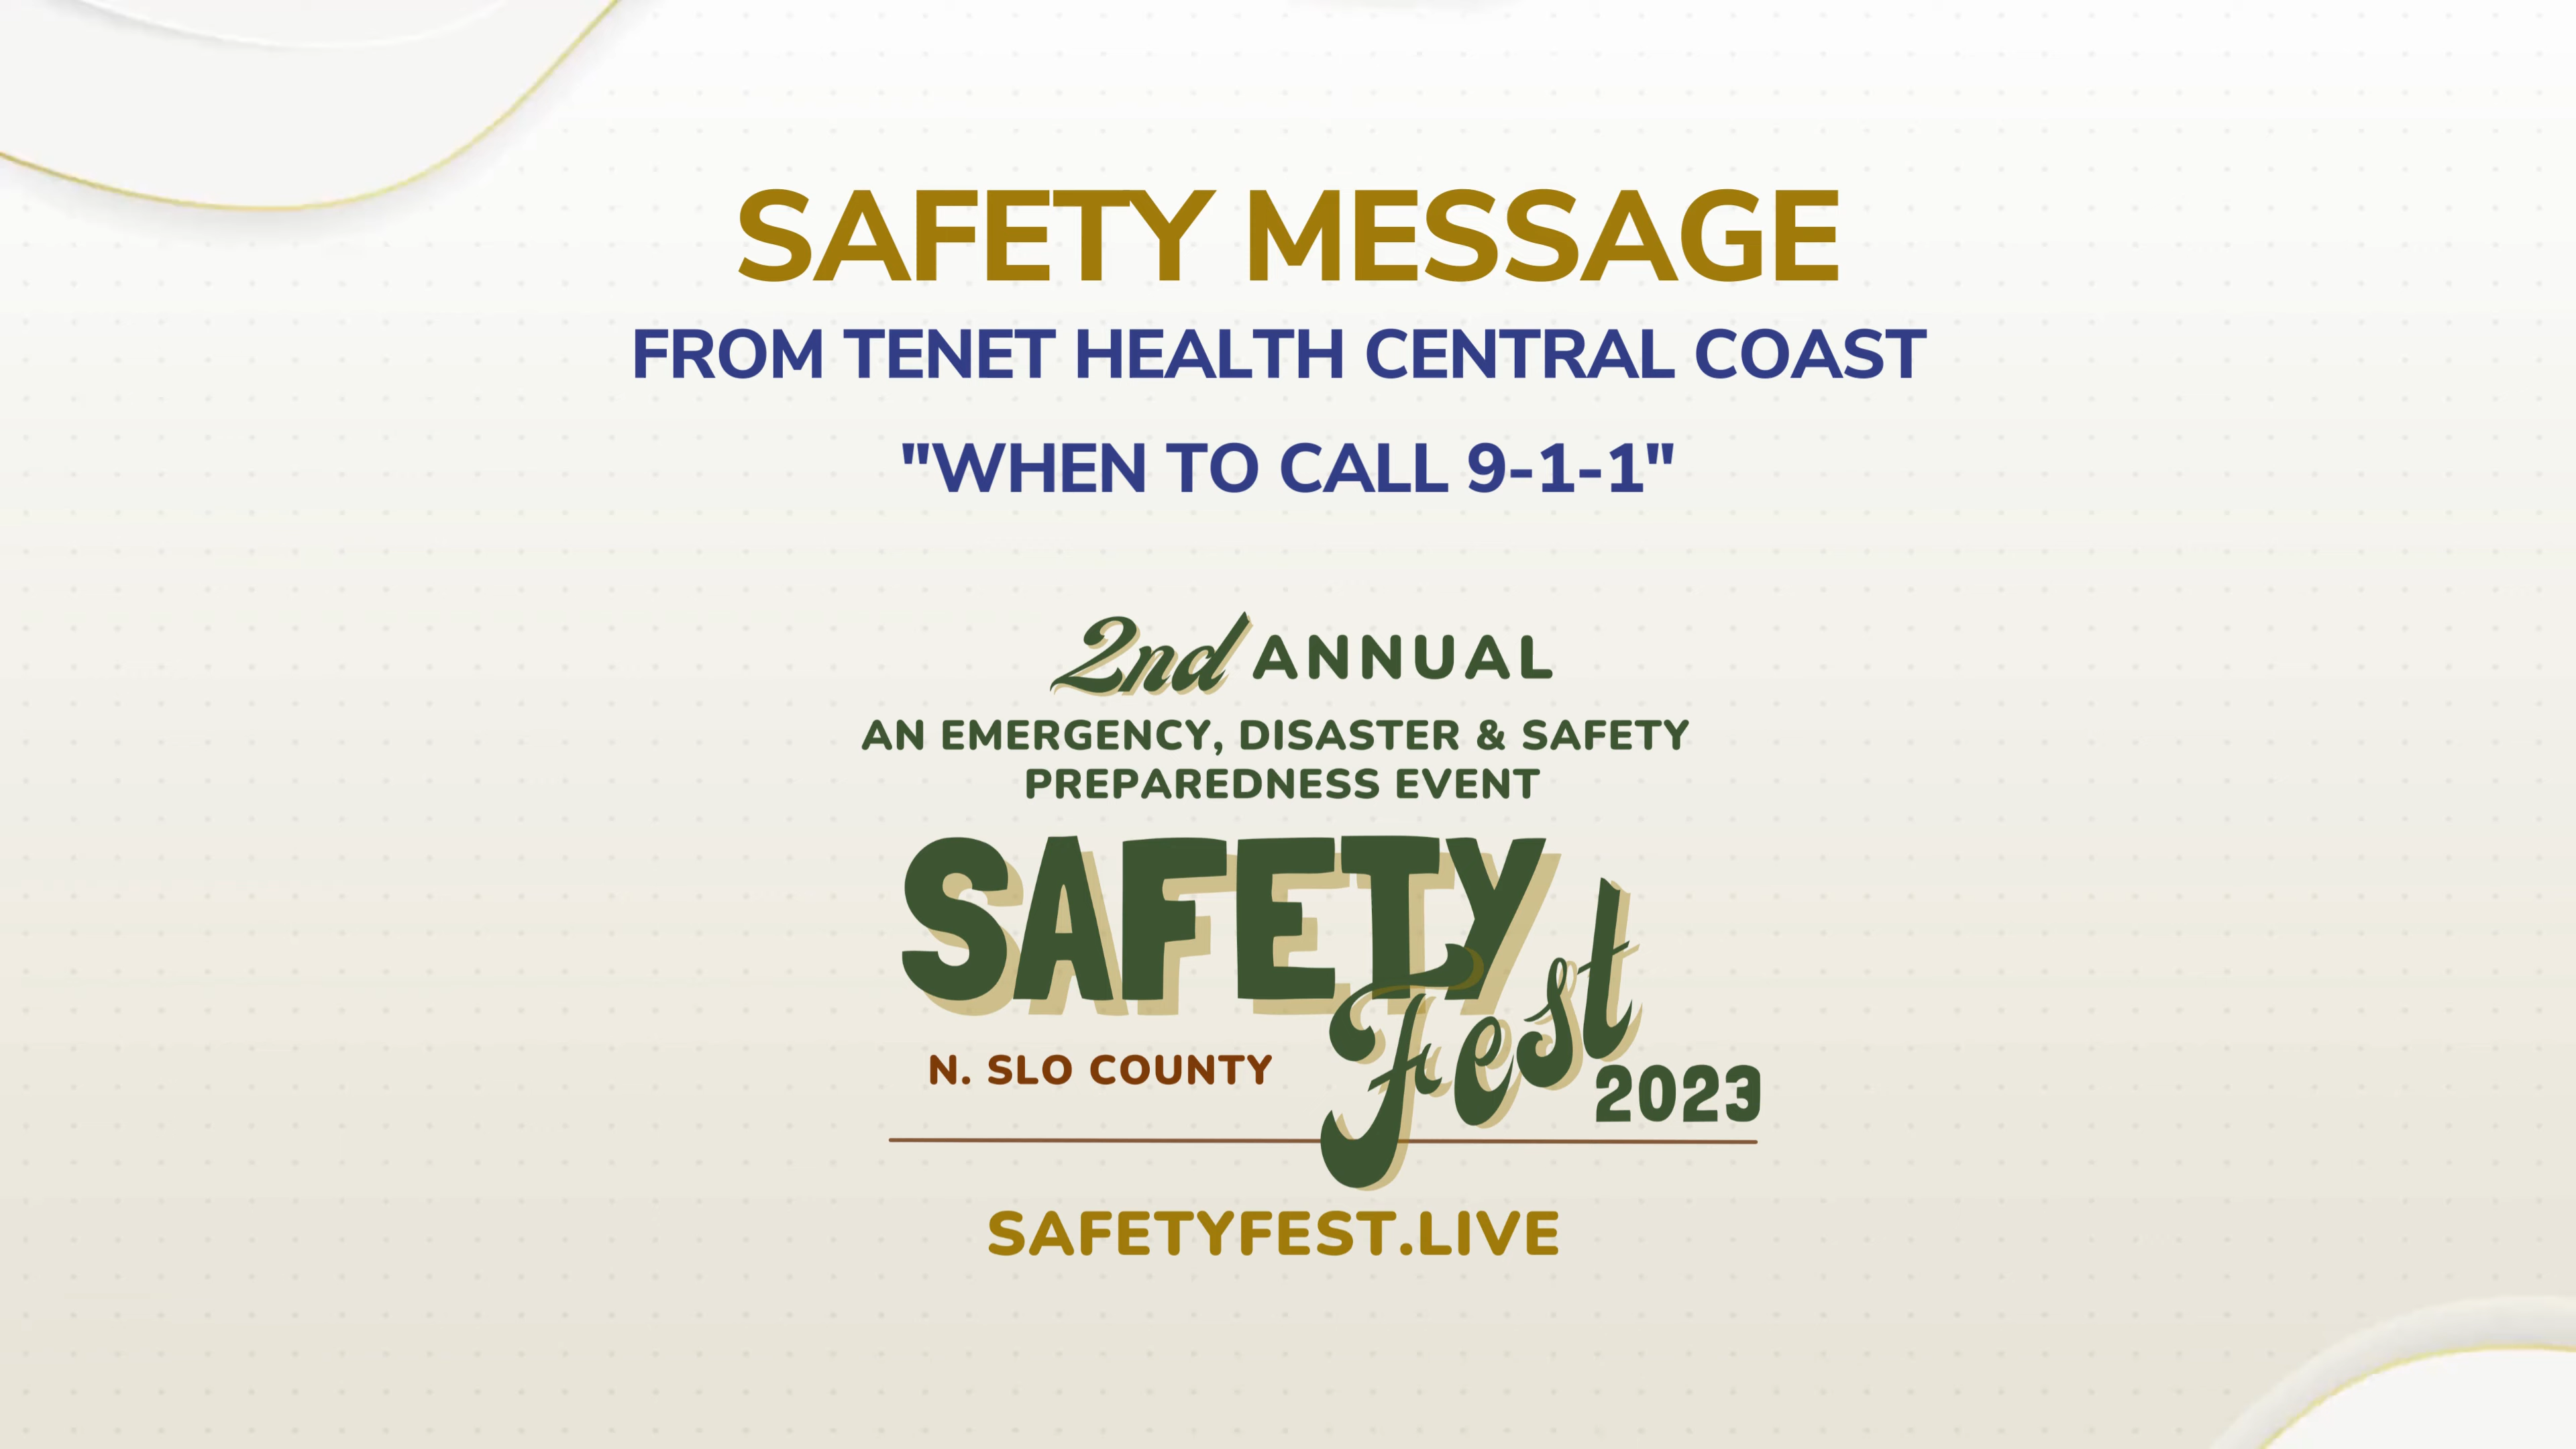 SAFETY MESSAGE
FROM TENET HEALTH CENTRAL COAST
"WHEN TO CALL 9-1-1"
2nd ANNUAL
AN EMERGENCY, DISASTER & SAFETY
PREPAREDNESS EVENT
SAFETY
Fest
N. SLO COUNTY
2023
SAFETYFEST.LIVE